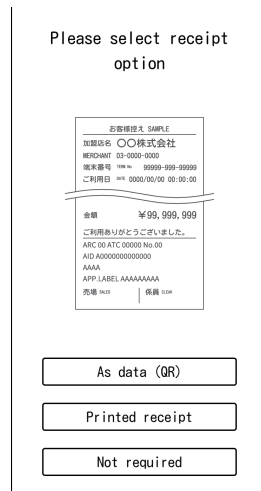 Please select receipt
option
お客様控え SAMPLE
加盟店名 〇〇株式会社
MERCHANT 03-0000-0000
端末番号 TERM No 99999-999-99999
ご利用日 DATE 0000/00/00 00:00:00
金額 ¥99,999,999
ご利用ありがとうございました。
ARC 00 ATC 00000 No.00
AID A0000000000000
AAAA
APP.LABEL AAAAAAAAA
売場 SALES 係員 CLERK
As data (QR)
Printed receipt
Not required